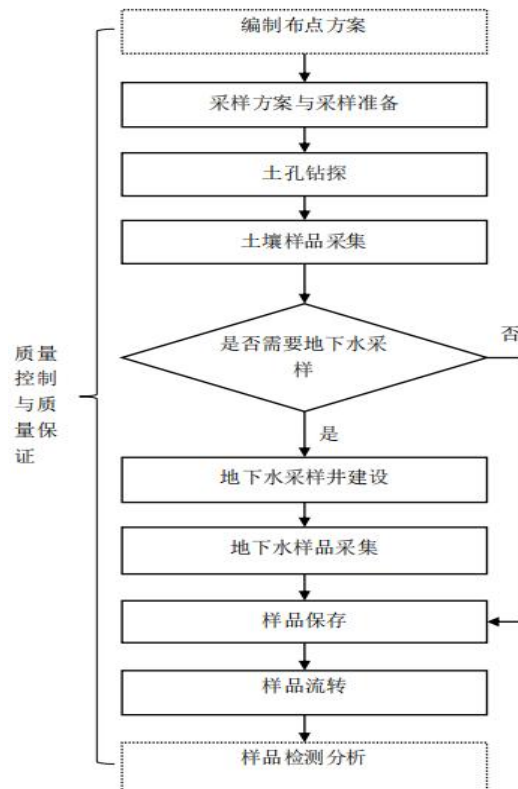 编制布点方案
采样方案与采样准备
土孔钻探
土壤样品采集
是否需要地下水采
样
否
是
质量
控制
与质
量保
证
地下水采样井建设
地下水样品采集
样品保存
样品流转
样品检测分析